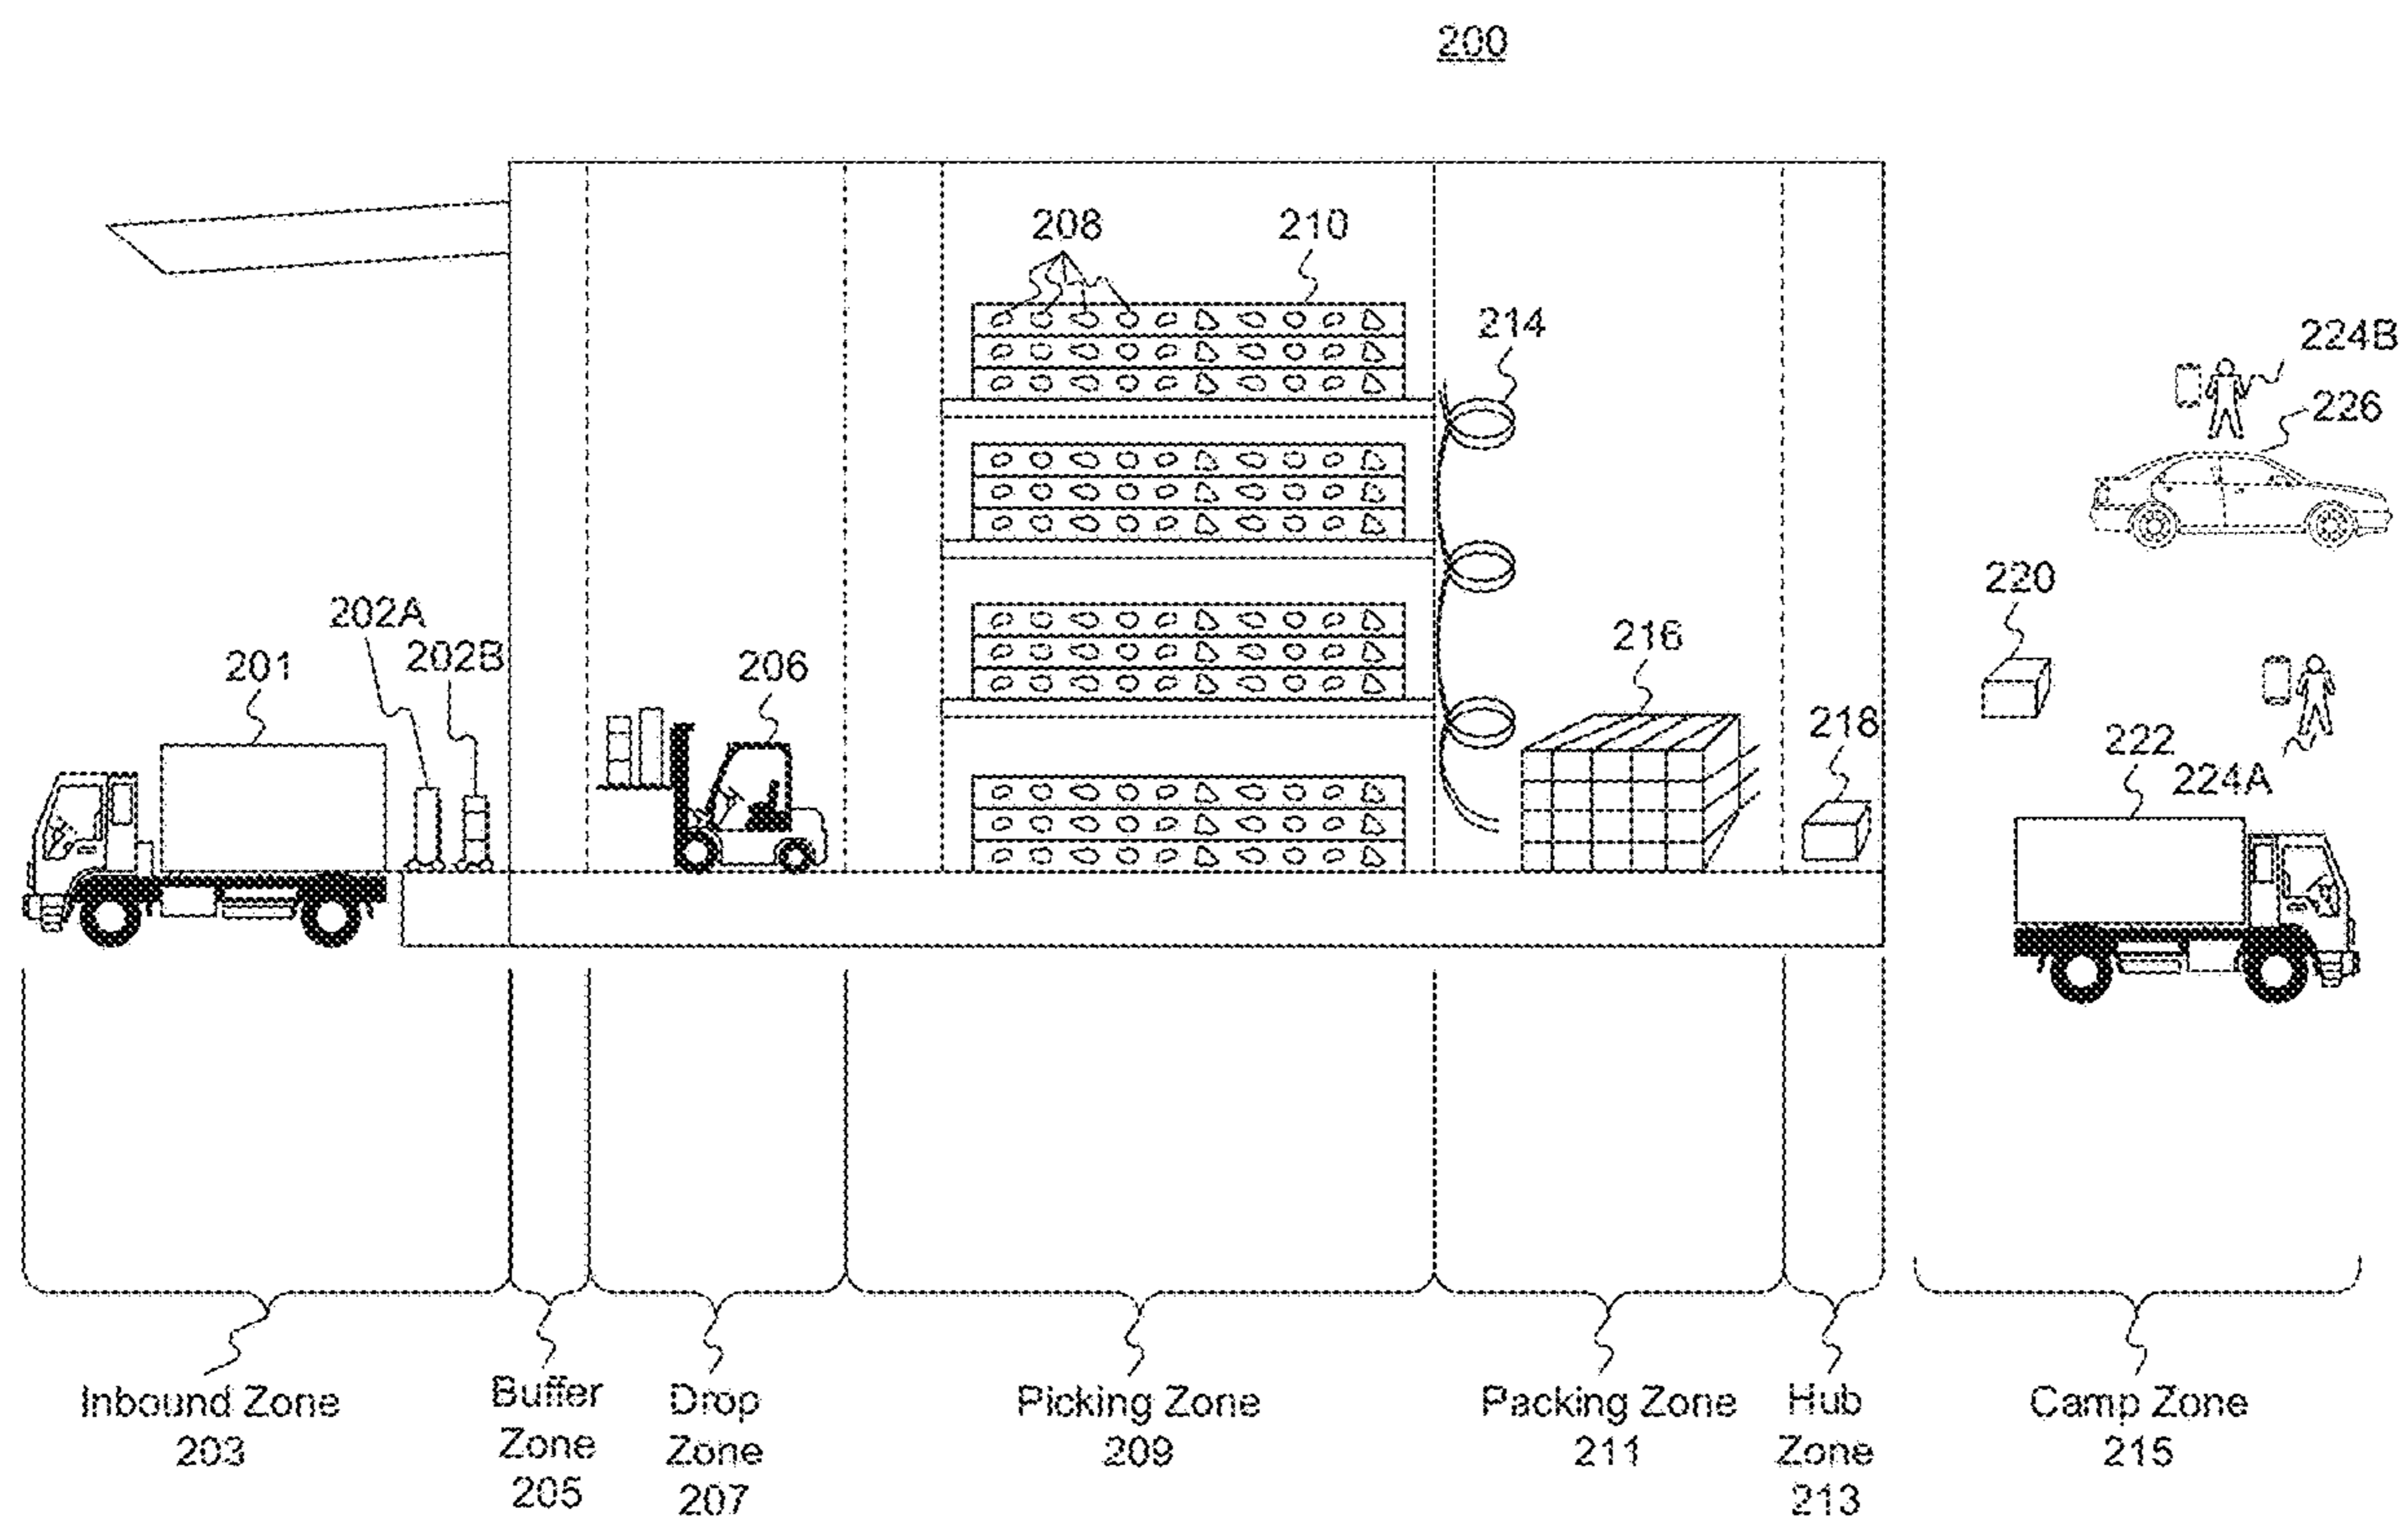 200
208
210
214
224B
226
202A
202B
201
206
216
218
220
222
224A
Inbound Zone
203
Buffer
Zone
205
Drop
Zone
207
Picking Zone
209
Packing Zone
211
Hub
Zone
213
Camp Zone
215